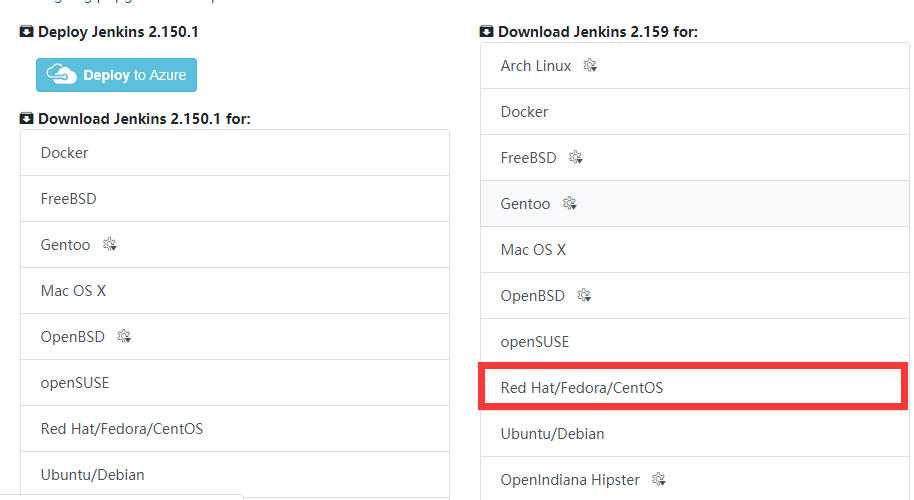 Deploy Jenkins 2.150.1
Deploy to Azure
Download Jenkins 2.150.1 for:
Docker
FreeBSD
Gentoo
Mac OS X
OpenBSD
openSUSE
Red Hat/Fedora/CentOS
Ubuntu/Debian
Download Jenkins 2.159 for:
Arch Linux
Docker
FreeBSD
Gentoo
Mac OS X
OpenBSD
openSUSE
Red Hat/Fedora/CentOS
Ubuntu/Debian
OpenIndiana Hipster